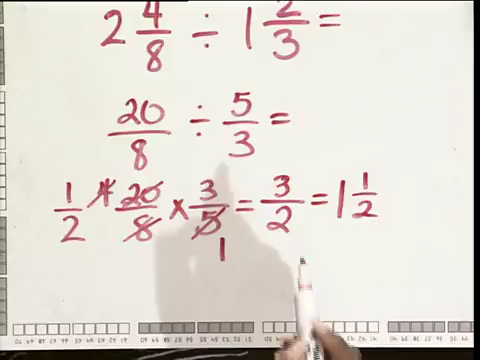 2 4/8 ÷ 1 2/3 =
20/8 ÷ 5/3 =
1/2 4 20/8 × 3/5 = 3/2 = 1 1/2
1